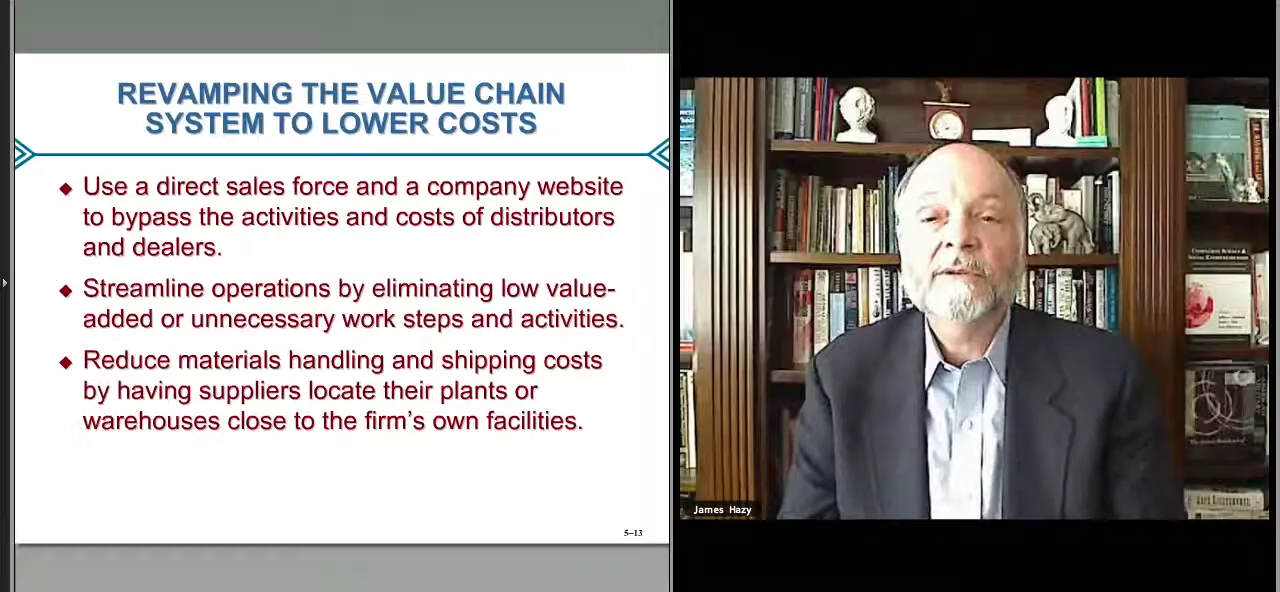 REVAMPING THE VALUE CHAIN
SYSTEM TO LOWER COSTS
◆ Use a direct sales force and a company website
to bypass the activities and costs of distributors
and dealers.
◆ Streamline operations by eliminating low value-
added or unnecessary work steps and activities.
◆ Reduce materials handling and shipping costs
by having suppliers locate their plants or
warehouses close to the firm's own facilities.
5–13
James Hazy